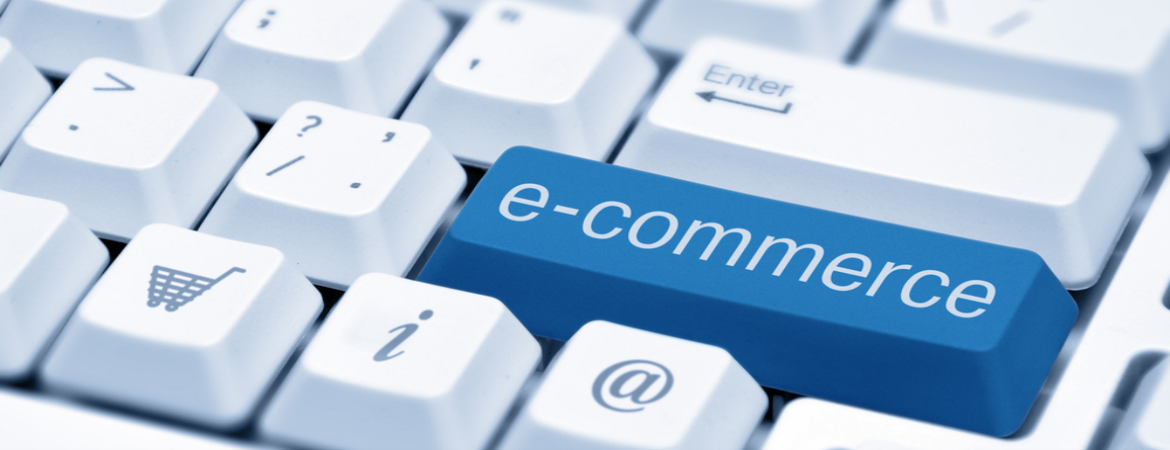 ;
"
'
Enter
>
.
? ,
/ .
e-commerce
i
@